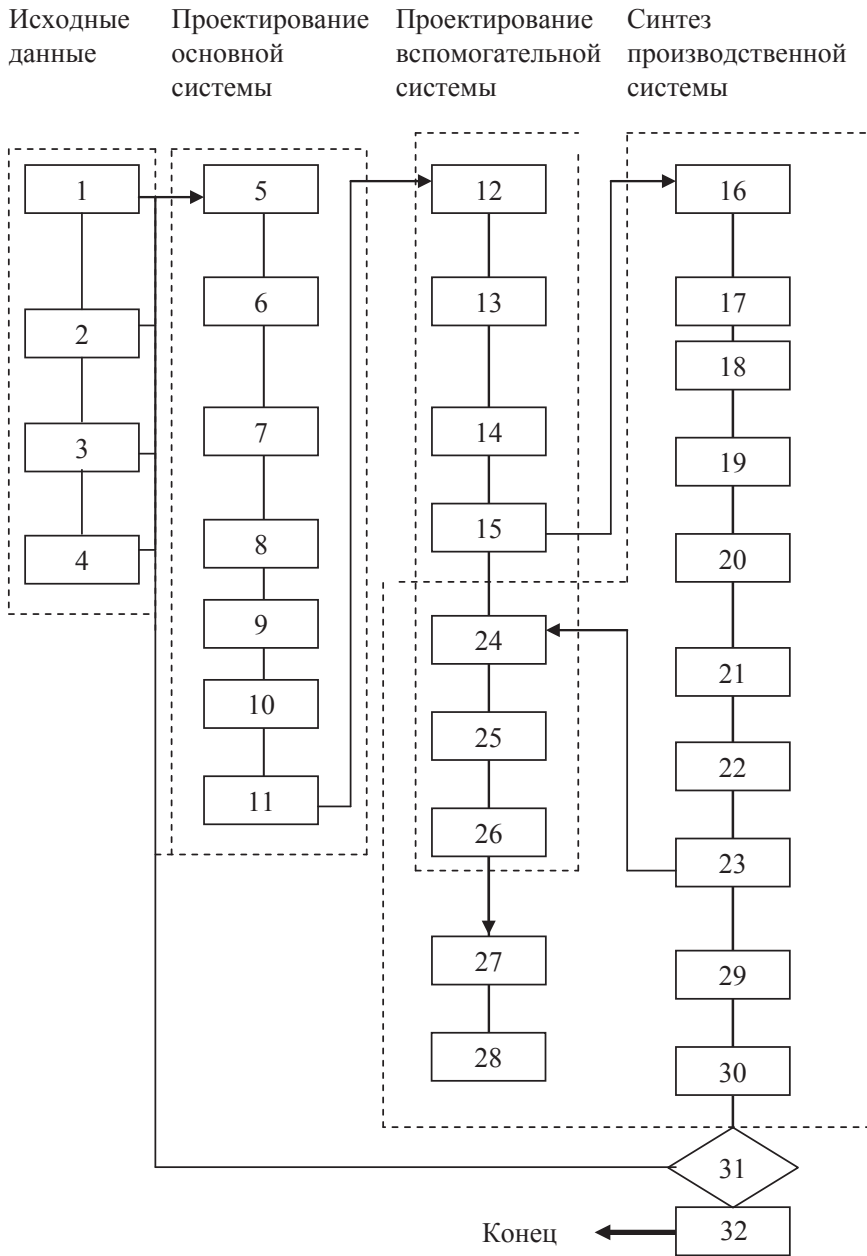 Исходные
данные
Проектирование
основной
системы
Проектирование
вспомогательной
системы
Синтез
производственной
системы
1
2
3
4
5
6
7
8
9
10
11
12
13
14
15
24
25
26
27
28
16
17
18
19
20
21
22
23
29
30
31
32
Конец